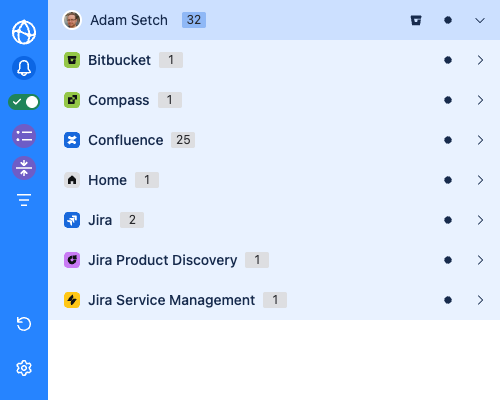 Adam Setch 32
Bitbucket 1
Compass 1
Confluence 25
Home 1
Jira 2
Jira Product Discovery 1
Jira Service Management 1